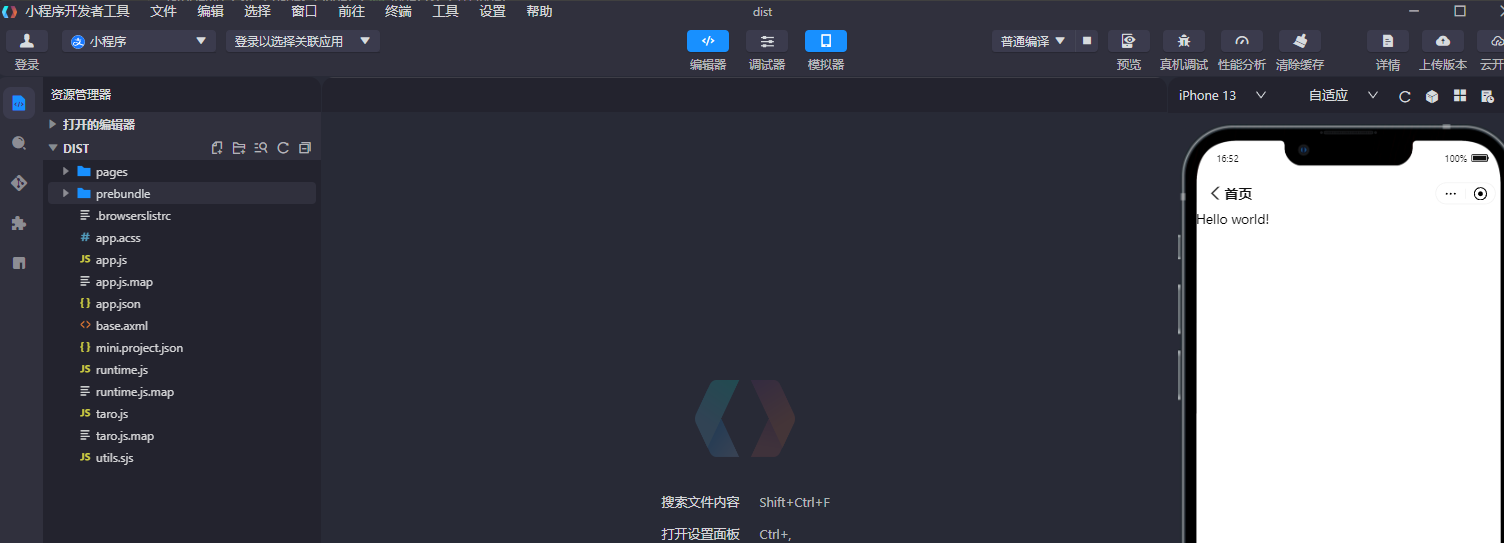 小程序开发者工具 文件 编辑 选择 窗口 前往 终端 工具 设置 帮助 dist
小程序 登录以选择关联应用 普通编译
登录 编辑器 调试器 模拟器 预览 真机调试 性能分析 清除缓存 详情 上传版本 云开
资源管理器
iPhone 13 自适应
打开的编辑器
DIST
pages
prebundle
.browserslistrc
# app.acss
JS app.js
app.js.map
{} app.json
<> base.axml
{} mini.project.json
JS runtime.js
runtime.js.map
JS taro.js
taro.js.map
JS utils.sjs
搜索文件内容 Shift+Ctrl+F
打开设置面板 Ctrl+,
16:52 100%
首页
Hello world!